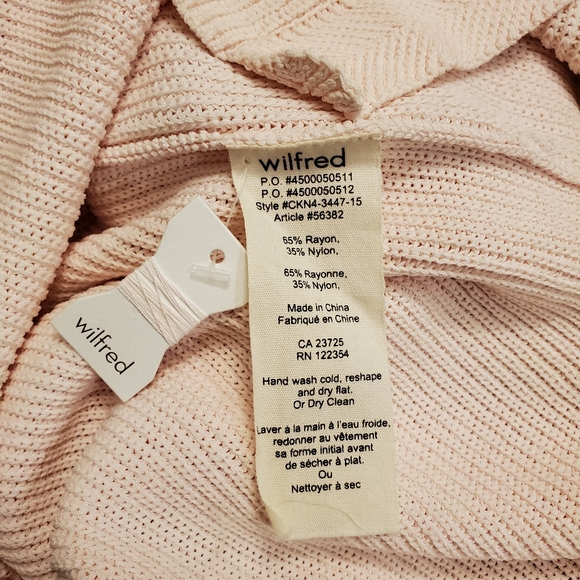 wilfred
P.O. #4500050511
P.O. #4500050512
Style #CKN4-3447-15
Article #56382
65% Rayon,
35% Nylon,
65% Rayonne,
35% Nylon,
Made in China
Fabriqué en Chine
CA 23725
RN 122354
Hand wash cold, reshape
and dry flat.
Or Dry Clean
Laver à la main à l'eau froide,
redonner au vêtement
sa forme initial avant
de sécher à plat.
Ou
Nettoyer à sec
wilfred